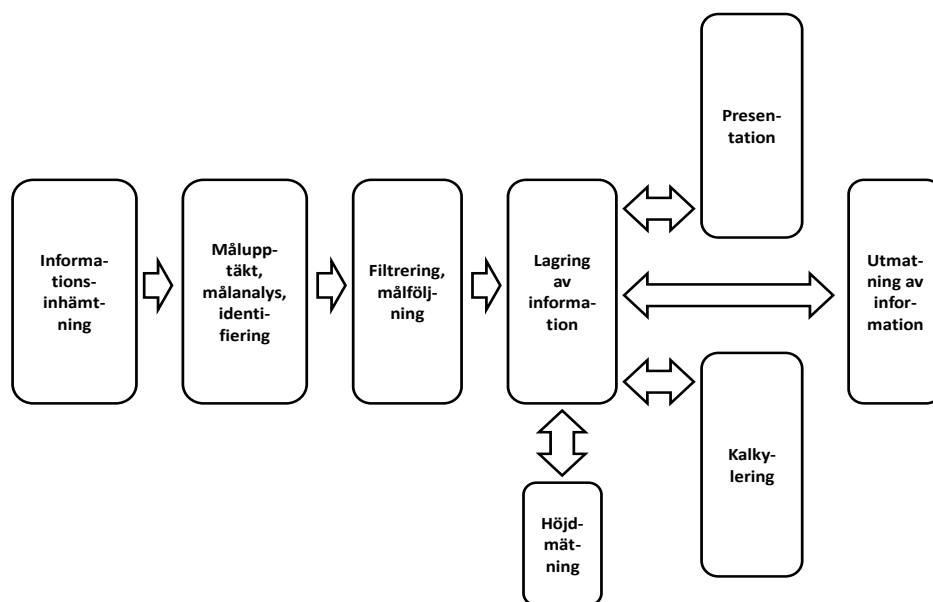 Informa-
tions-
inhämt-
ning
Målupp-
täkt,
målanalys,
identi-
fiering
Filtrering,
målfölj-
ning
Lagring
av
informa-
tion
Presen-
tation
Utmat-
ning av
infor-
mation
Kalky-
lering
Höjd-
mät-
ning